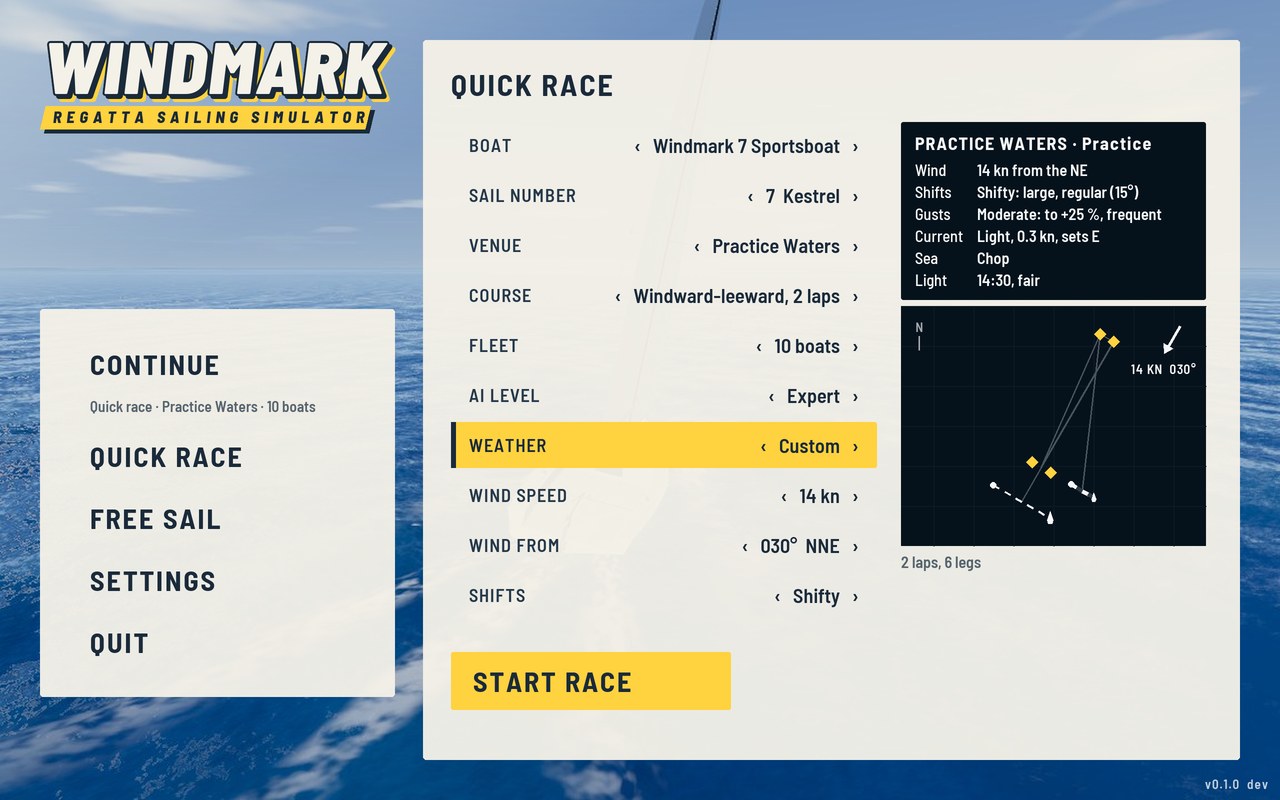 WINDMARK
REGATTA SAILING SIMULATOR
CONTINUE
Quick race · Practice Waters · 10 boats
QUICK RACE
FREE SAIL
SETTINGS
QUIT
QUICK RACE
BOAT ‹ Windmark 7 Sportsboat ›
SAIL NUMBER ‹ 7 Kestrel ›
VENUE ‹ Practice Waters ›
COURSE ‹ Windward-leeward, 2 laps ›
FLEET ‹ 10 boats ›
AI LEVEL ‹ Expert ›
WEATHER ‹ Custom ›
WIND SPEED ‹ 14 kn ›
WIND FROM ‹ 030° NNE ›
SHIFTS ‹ Shifty ›
START RACE
PRACTICE WATERS · Practice
Wind 14 kn from the NE
Shifts Shifty: large, regular (15°)
Gusts Moderate: to +25 %, frequent
Current Light, 0.3 kn, sets E
Sea Chop
Light 14:30, fair
N
14 KN 030°
2 laps, 6 legs
v0.1.0 dev